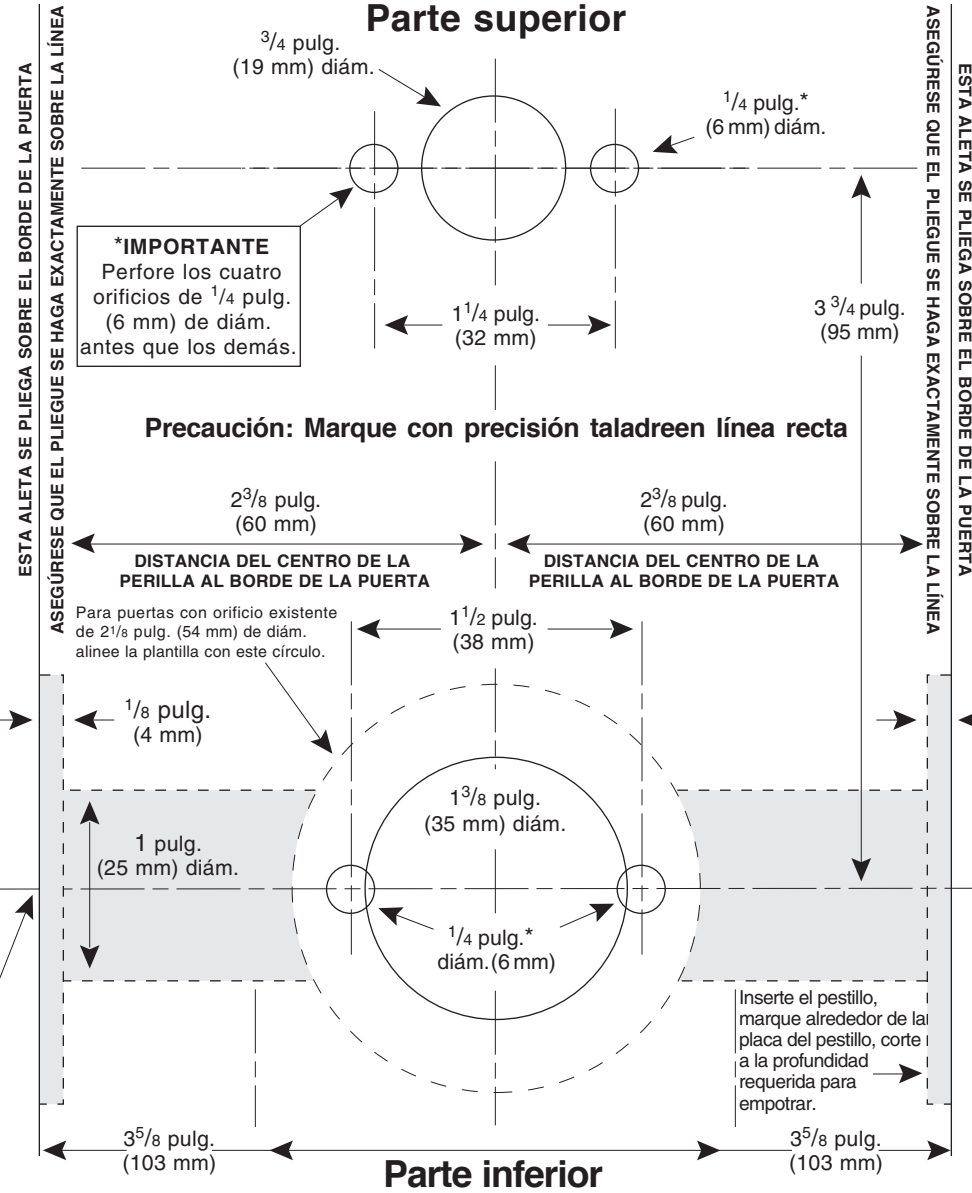 Parte superior
ESTA ALETA SE PLIEGA SOBRE EL BORDE DE LA PUERTA
ASEGÚRESE QUE EL PLIEGUE SE HAGA EXACTAMENTE SOBRE LA LÍNEA
ASEGÚRESE QUE EL PLIEGUE SE HAGA EXACTAMENTE SOBRE LA LÍNEA
ESTA ALETA SE PLIEGA SOBRE EL BORDE DE LA PUERTA
3/4 pulg.
(19 mm) diám.
1/4 pulg.*
(6 mm) diám.
*IMPORTANTE
Perfore los cuatro
orificios de 1/4 pulg.
(6 mm) de diám.
antes que los demás.
1 1/4 pulg.
(32 mm)
3 3/4 pulg.
(95 mm)
Precaución: Marque con precisión taladreen línea recta
2 3/8 pulg.
(60 mm)
2 3/8 pulg.
(60 mm)
DISTANCIA DEL CENTRO DE LA
PERILLA AL BORDE DE LA PUERTA
DISTANCIA DEL CENTRO DE LA
PERILLA AL BORDE DE LA PUERTA
Para puertas con orificio existente
de 2 1/8 pulg. (54 mm) de diám.
alinee la plantilla con este círculo.
1 1/2 pulg.
(38 mm)
1/8 pulg.
(4 mm)
1 3/8 pulg.
(35 mm) diám.
1 pulg.
(25 mm) diám.
1/4 pulg.*
diám.(6 mm)
Inserte el pestillo,
marque alrededor de la
placa del pestillo, corte
a la profundidad
requerida para
empotrar.
3 5/8 pulg.
(103 mm)
3 5/8 pulg.
(103 mm)
Parte inferior